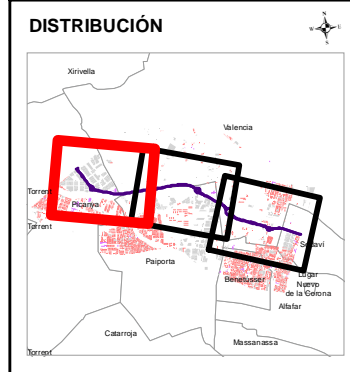 DISTRIBUCIÓN
N
W
S
Xirivella
Valencia
Torrent
Picanya
Torrent
Sedaví
Paiporta
Benetússer
Lugar
Nuevo
de la Corona
Alfafar
Catarroja
Massanassa
Torrent